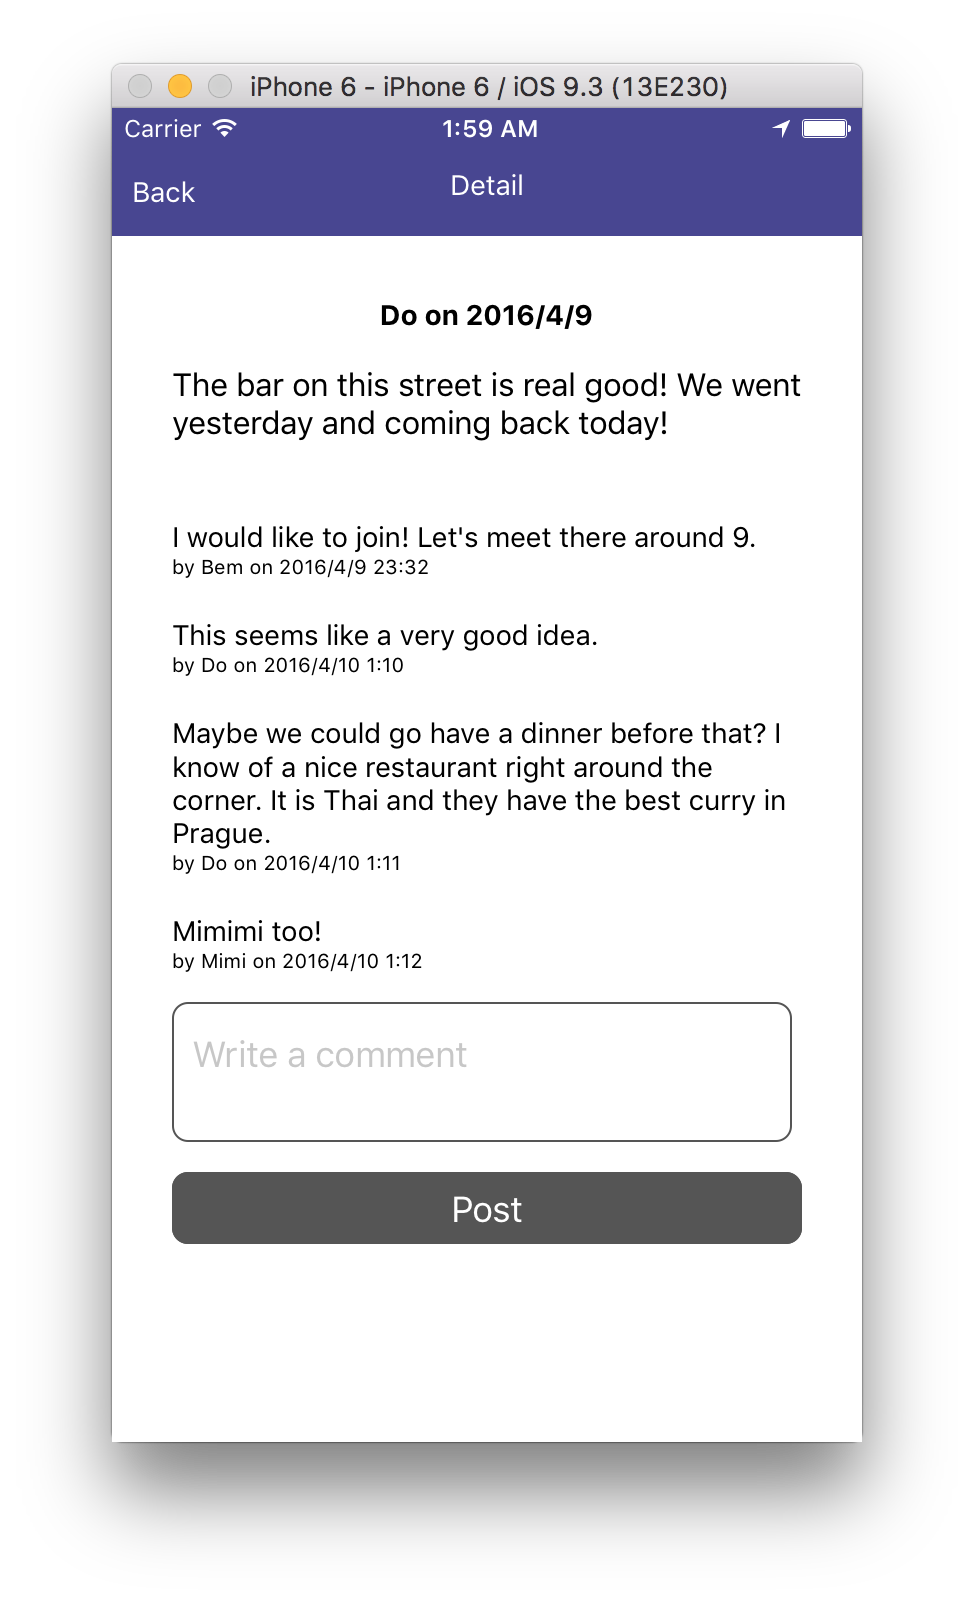 iPhone 6 - iPhone 6 / iOS 9.3 (13E230)
Carrier 1:59 AM
Back Detail
Do on 2016/4/9
The bar on this street is real good! We went
yesterday and coming back today!
I would like to join! Let's meet there around 9.
by Bem on 2016/4/9 23:32
This seems like a very good idea.
by Do on 2016/4/10 1:10
Maybe we could go have a dinner before that? I
know of a nice restaurant right around the
corner. It is Thai and they have the best curry in
Prague.
by Do on 2016/4/10 1:11
Mimimi too!
by Mimi on 2016/4/10 1:12
Write a comment
Post